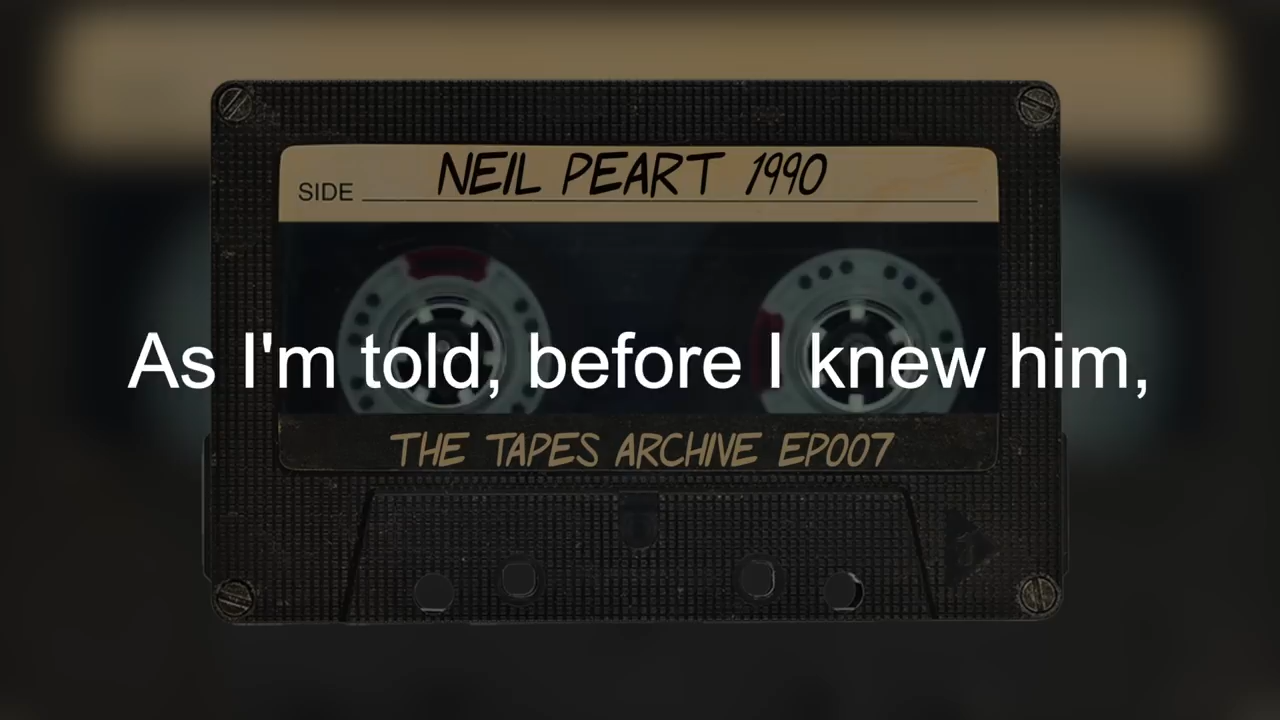 NEIL PEART 1990
SIDE
As I'm told, before I knew him,
THE TAPES ARCHIVE EP007